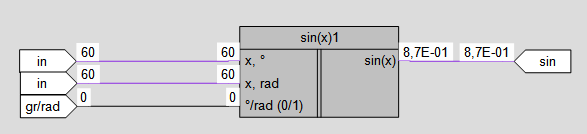 sin(x)1
in 60 60 x, ° sin(x) 8,7E-01 8,7E-01 sin
in 60 60 x, rad
gr/rad 0 0 °/rad (0/1)